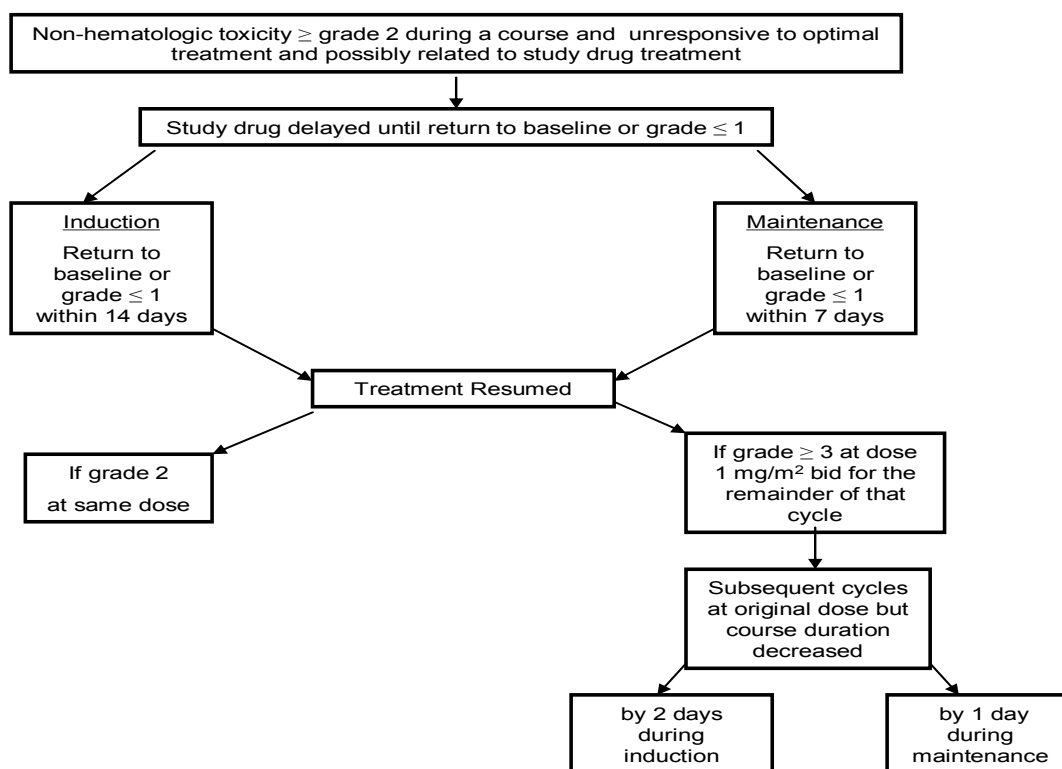 Non-hematologic toxicity ≥ grade 2 during a course and unresponsive to optimal
treatment and possibly related to study drug treatment
Study drug delayed until return to baseline or grade ≤ 1
Induction
Return to
baseline or
grade ≤ 1
within 14 days
Maintenance
Return to
baseline or
grade ≤ 1
within 7 days
Treatment Resumed
If grade 2
at same dose
If grade ≥ 3 at dose
1 mg/m² bid for the
remainder of that
cycle
Subsequent cycles
at original dose but
course duration
decreased
by 2 days
during
induction
by 1 day
during
maintenance